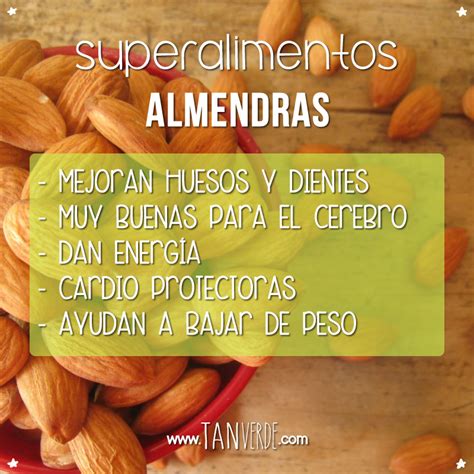 superalimentos
ALMENDRAS
- MEJORAN HUESOS Y DIENTES
- MUY BUENAS PARA EL CEREBRO
- DAN ENERGÍA
- CARDIO PROTECTORAS
- AYUDAN A BAJAR DE PESO
www.TANVERDE.com